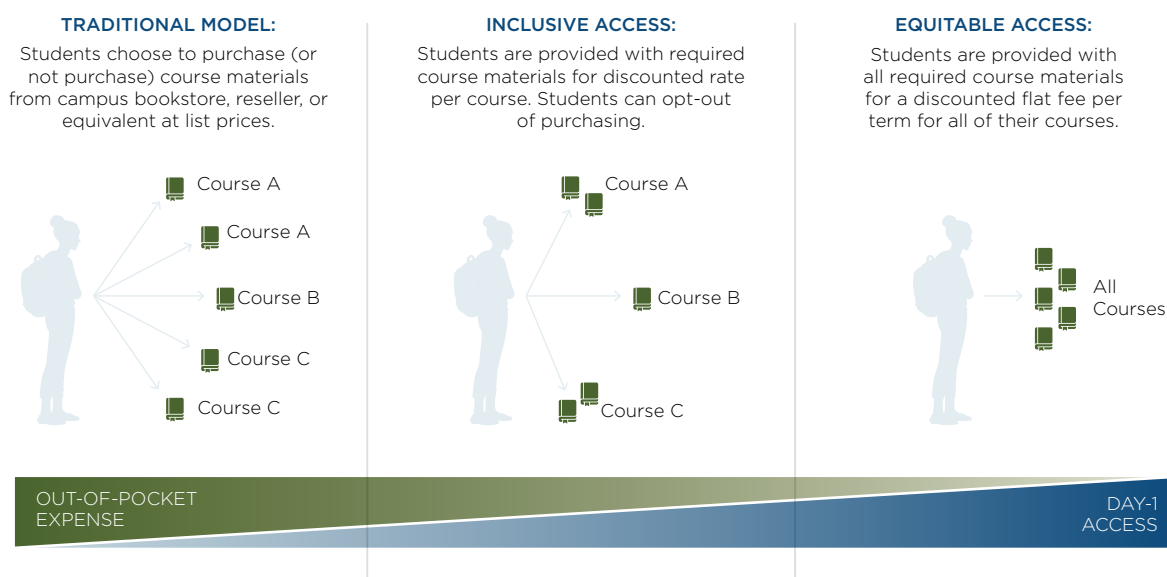 TRADITIONAL MODEL:
Students choose to purchase (or
not purchase) course materials
from campus bookstore, reseller, or
equivalent at list prices.
Course A
Course A
Course B
Course C
Course C
INCLUSIVE ACCESS:
Students are provided with required
course materials for discounted rate
per course. Students can opt-out
of purchasing.
Course A
Course B
Course C
EQUITABLE ACCESS:
Students are provided with
all required course materials
for a discounted flat fee per
term for all of their courses.
All
Courses
OUT-OF-POCKET
EXPENSE
DAY-1
ACCESS